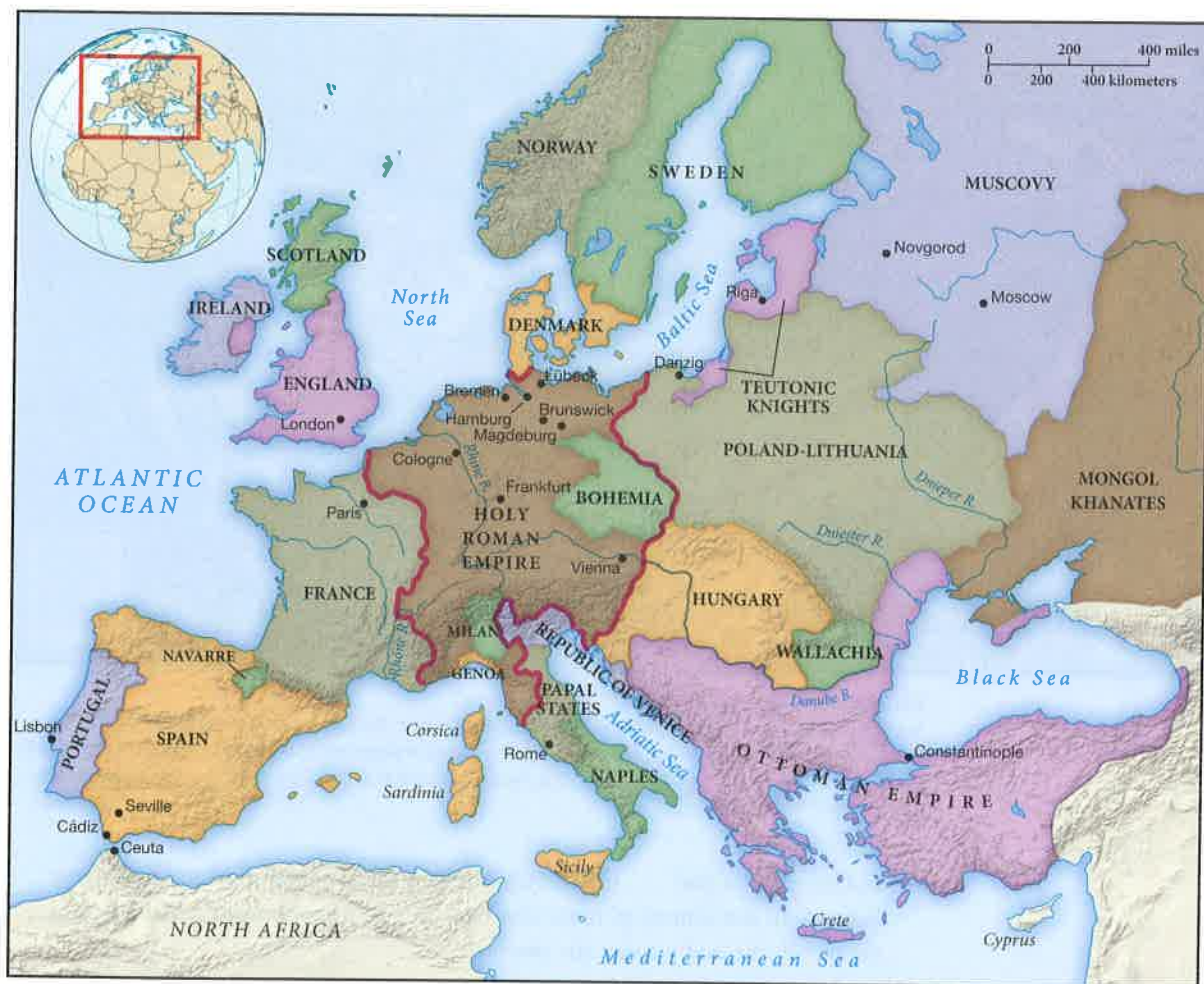 0 200 400 miles
0 200 400 kilometers
NORWAY
SWEDEN
MUSCOVY
Novgorod
Moscow
SCOTLAND
IRELAND
North
Sea
Baltic Sea
Riga
DENMARK
ENGLAND
London
Lübeck
Bremen
Hamburg
Brunswick
Magdeburg
Danzig
TEUTONIC
KNIGHTS
POLAND-LITHUANIA
Cologne
Rhine R.
Frankfurt
BOHEMIA
Dnieper R.
MONGOL
KHANATES
ATLANTIC
OCEAN
Paris
HOLY
ROMAN
EMPIRE
Vienna
Dniester R.
FRANCE
HUNGARY
MILAN
REPUBLIC OF VENICE
WALLACHIA
NAVARRE
Rhône R.
GENOA
PAPAL
STATES
Danube R.
Black Sea
PORTUGAL
Lisbon
SPAIN
Corsica
Rome
Adriatic Sea
Constantinople
OTTOMAN EMPIRE
NAPLES
Sardinia
Seville
Cádiz
Ceuta
Sicily
NORTH AFRICA
Crete
Cyprus
Mediterranean Sea